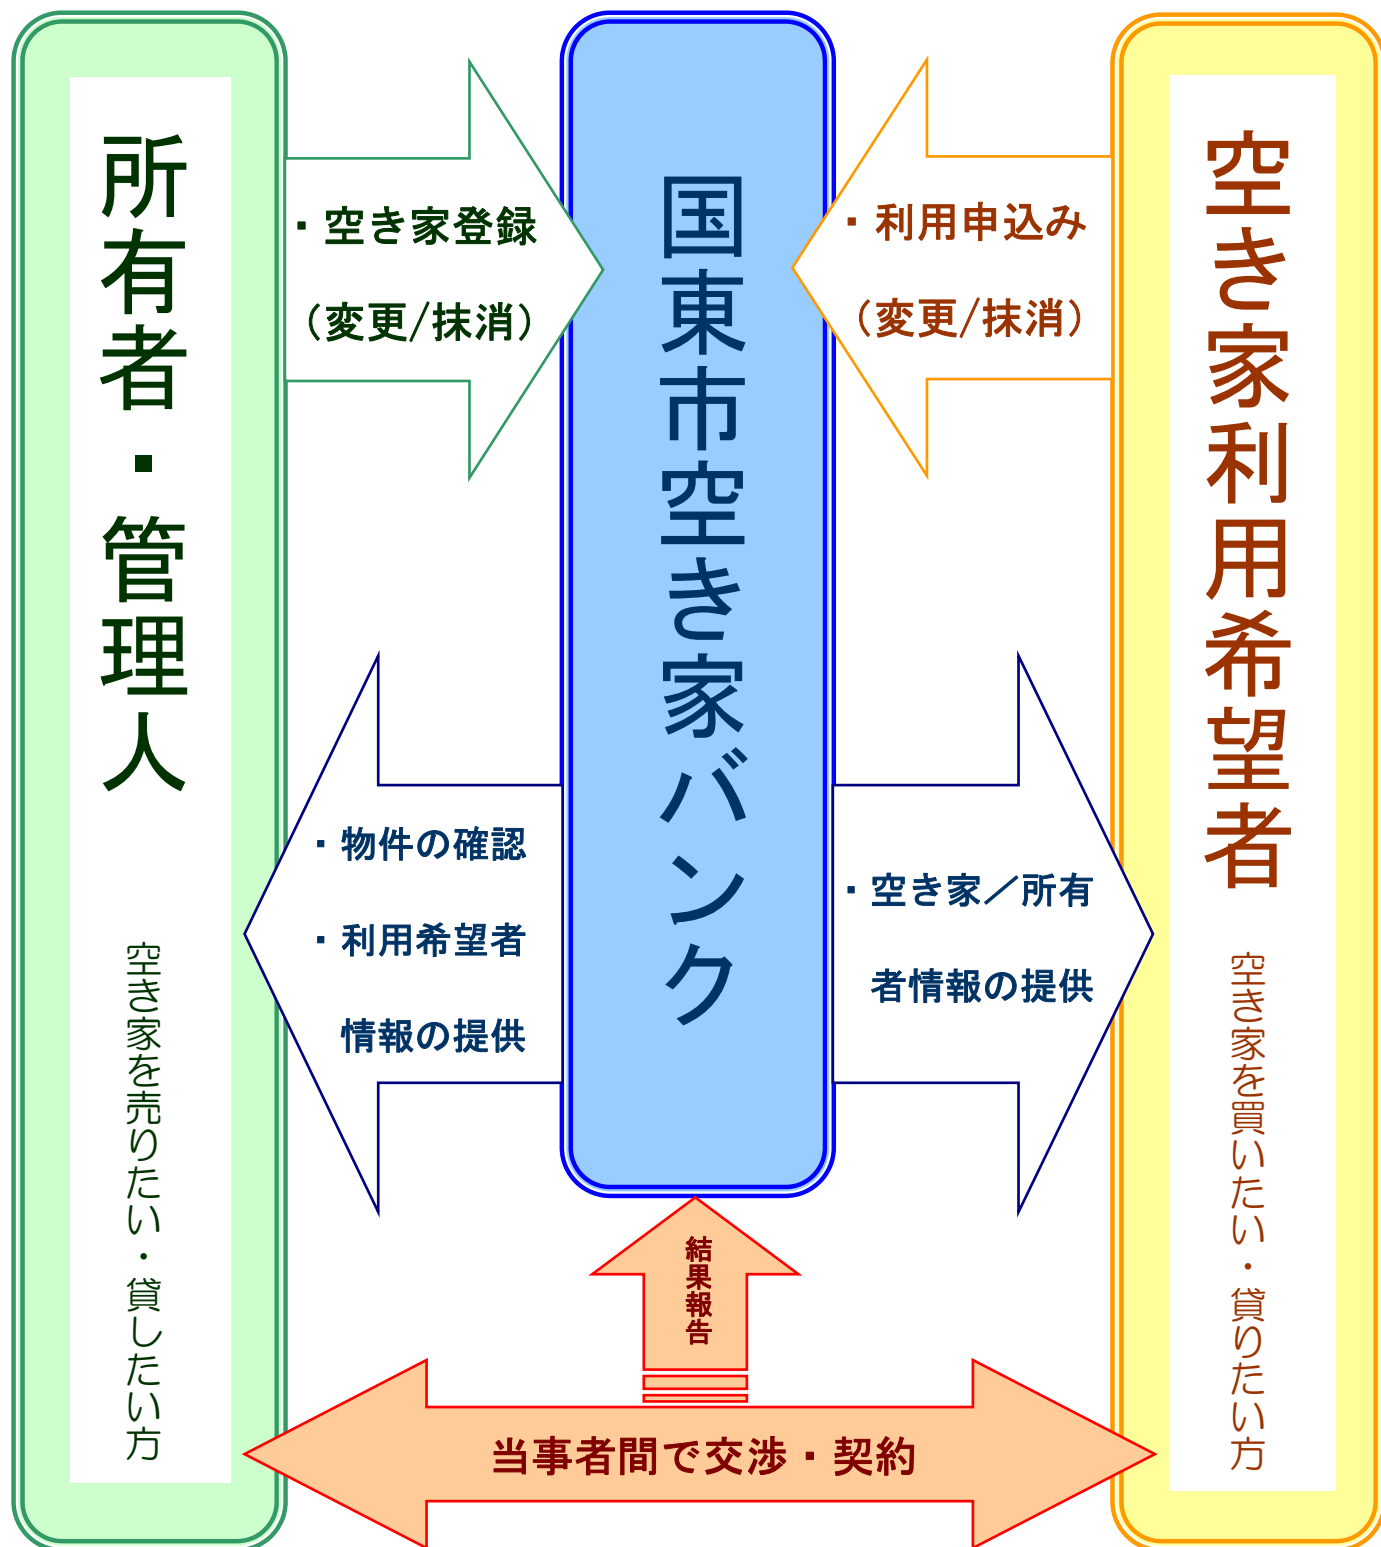 所有者・管理人
空き家を売りたい・貸したい方
・空き家登録
（変更/抹消）
・物件の確認
・利用希望者
情報の提供
国東市空き家バンク
・利用申込み
（変更/抹消）
・空き家／所有
者情報の提供
空き家利用希望者
空き家を買いたい・貸りたい方
結果報告
当事者間で交渉・契約